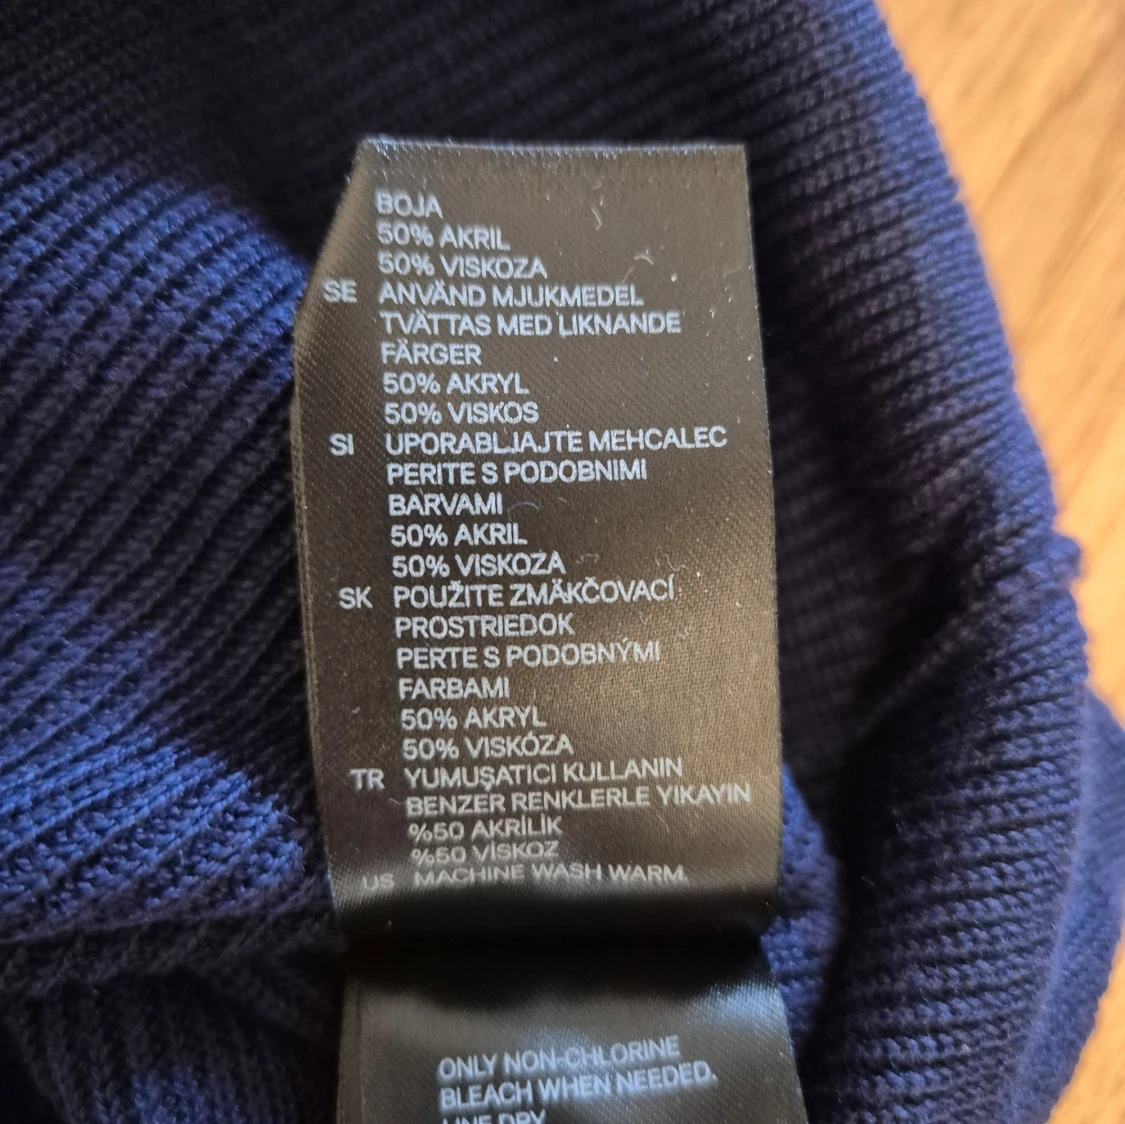 BOJA
50% AKRIL
50% VISKOZA
SE ANVÄND MJUKMEDEL
TVÄTTAS MED LIKNANDE
FÄRGER
50% AKRYL
50% VISKOS
SI UPORABLJAJTE MEHCALEC
PERITE S PODOBNIMI
BARVAMI
50% AKRIL
50% VISKOZA
SK POUŽITE ZMÄKČOVACÍ
PROSTRIEDOK
PERTE S PODOBNÝMI
FARBAMI
50% AKRYL
50% VISKÓZA
TR YUMUŞATICI KULLANIN
BENZER RENKLERLE YIKAYIN
%50 AKRİLİK
%50 VİSKOZ
US MACHINE WASH WARM.
ONLY NON-CHLORINE
BLEACH WHEN NEEDED.
LINE DRY